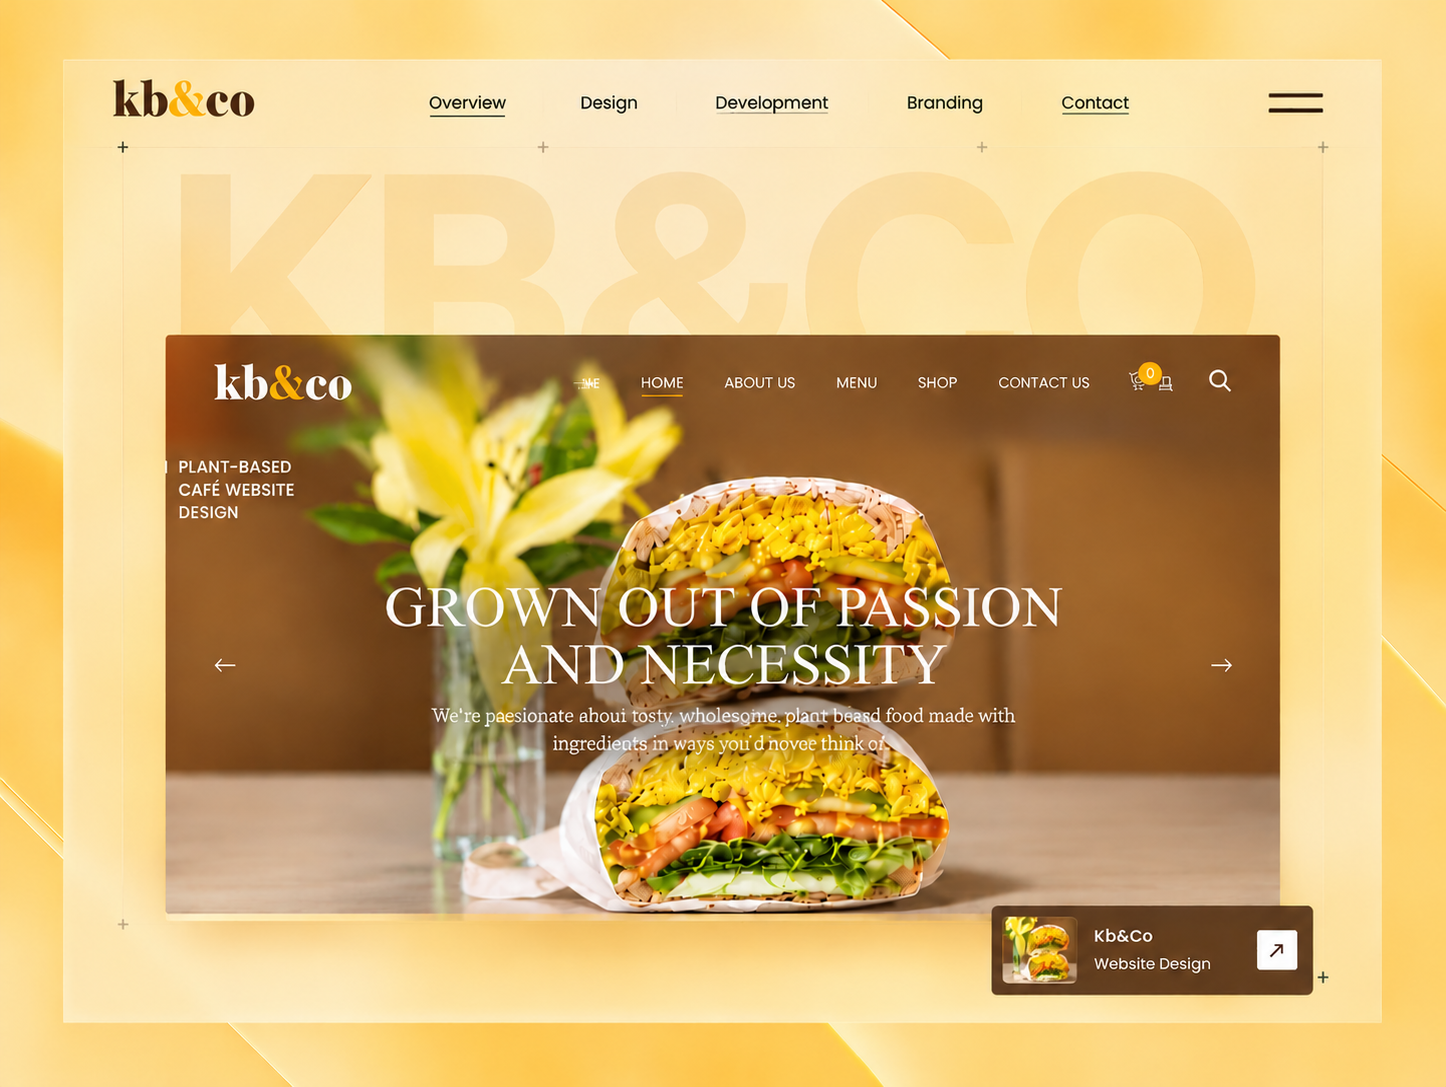 kb&co
Overview Design Development Branding Contact
KB&CO
kb&co
HOME ABOUT US MENU SHOP CONTACT US 0
PLANT-BASED
CAFÉ WEBSITE
DESIGN
GROWN OUT OF PASSION
AND NECESSITY
We're paesionate aboui tosty, wholesome, plant beasd food made with
ingredients in ways you'd novee think of.
Kb&Co
Website Design